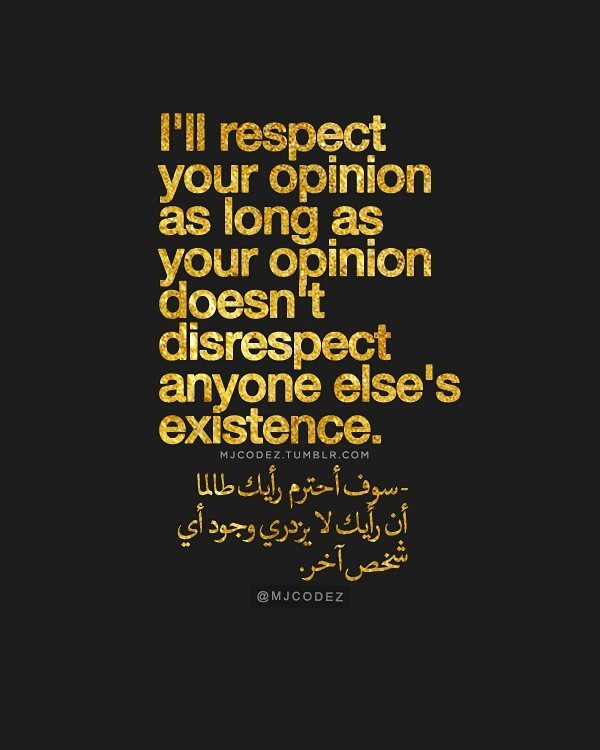 I'll respect
your opinion
as long as
your opinion
doesn't
disrespect
anyone else's
existence.
MJCODEZ.TUMBLR.COM
- سوف أحترم رأيك طالما
أن رأيك لا يزدري وجود أي
شخص آخر.
@MJCODEZ